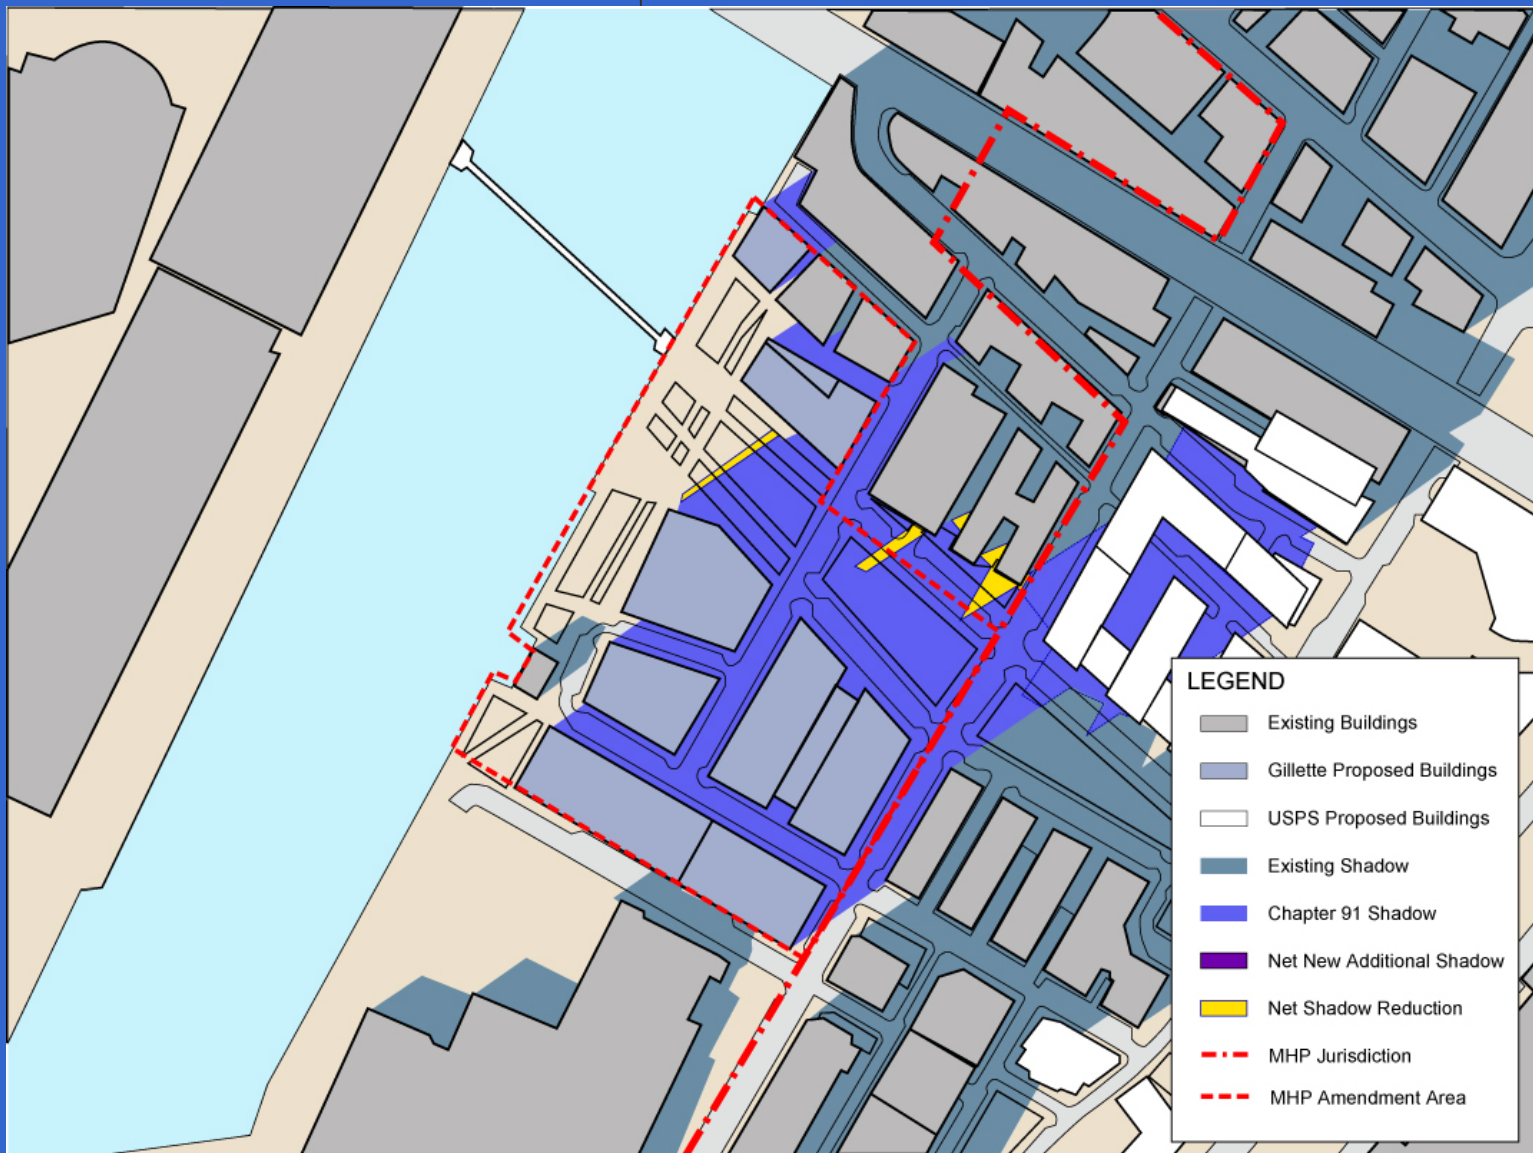 LEGEND
Existing Buildings
Gillette Proposed Buildings
USPS Proposed Buildings
Existing Shadow
Chapter 91 Shadow
Net New Additional Shadow
Net Shadow Reduction
MHP Jurisdiction
MHP Amendment Area